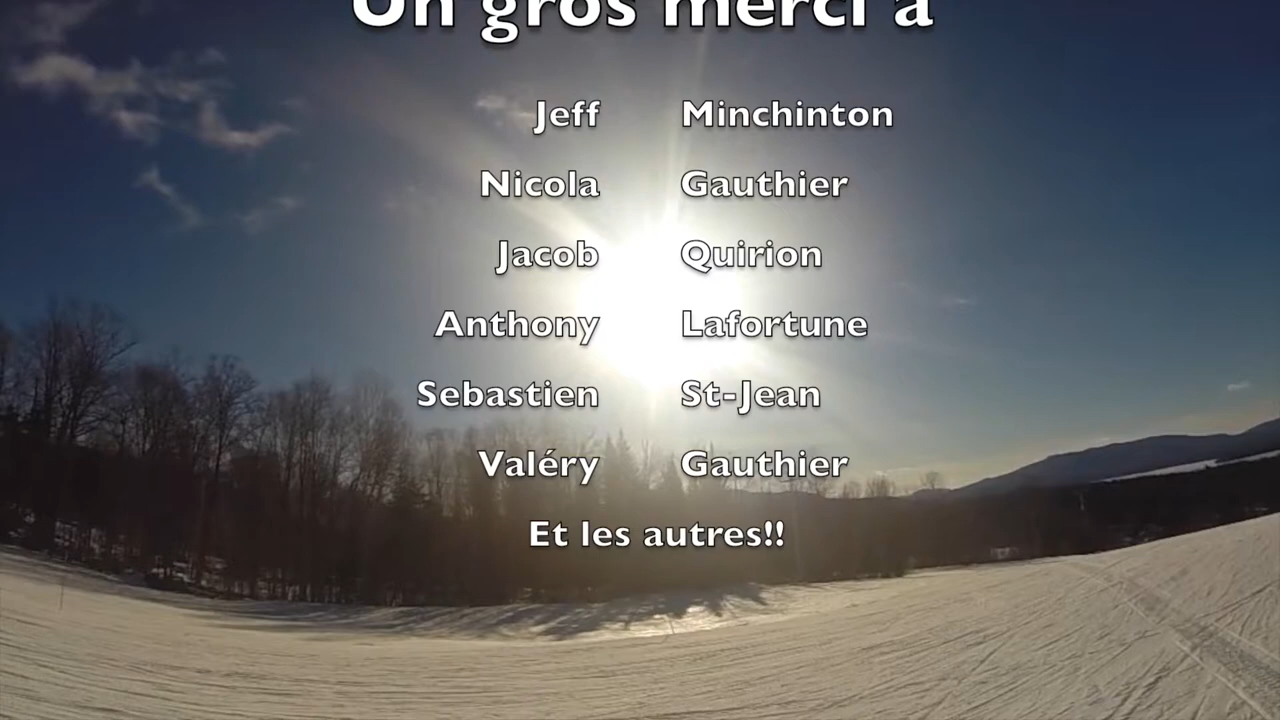 Un gros merci à
Jeff Minchinton
Nicola Gauthier
Jacob Quirion
Anthony Lafortune
Sebastien St-Jean
Valéry Gauthier
Et les autres!!